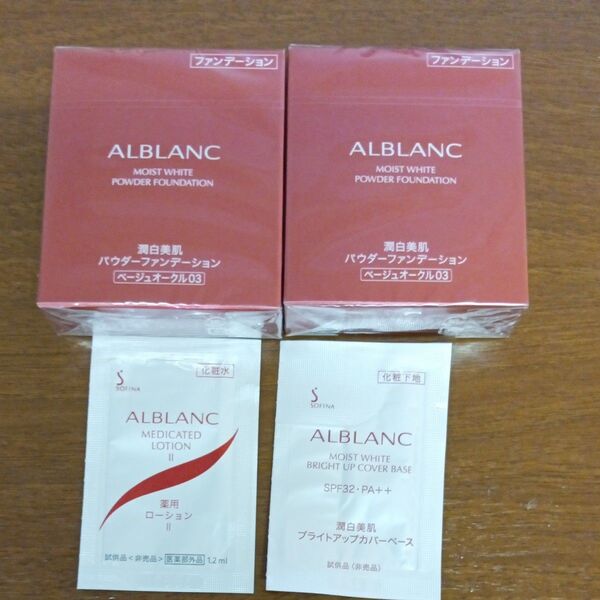 ファンデーション
ALBLANC
MOIST WHITE
POWDER FOUNDATION
潤白美肌
パウダーファンデーション
ベージュオークル03
ファンデーション
ALBLANC
MOIST WHITE
POWDER FOUNDATION
潤白美肌
パウダーファンデーション
ベージュオークル03
化粧水
SOFINA
ALBLANC
MEDICATED
LOTION
II
薬用
ローション
II
試供品<非売品> 医薬部外品 1.2ml
化粧下地
SOFINA
ALBLANC
MOIST WHITE
BRIGHT UP COVER BASE
SPF32・PA++
潤白美肌
ブライトアップカバーベース
試供品〈非売品〉